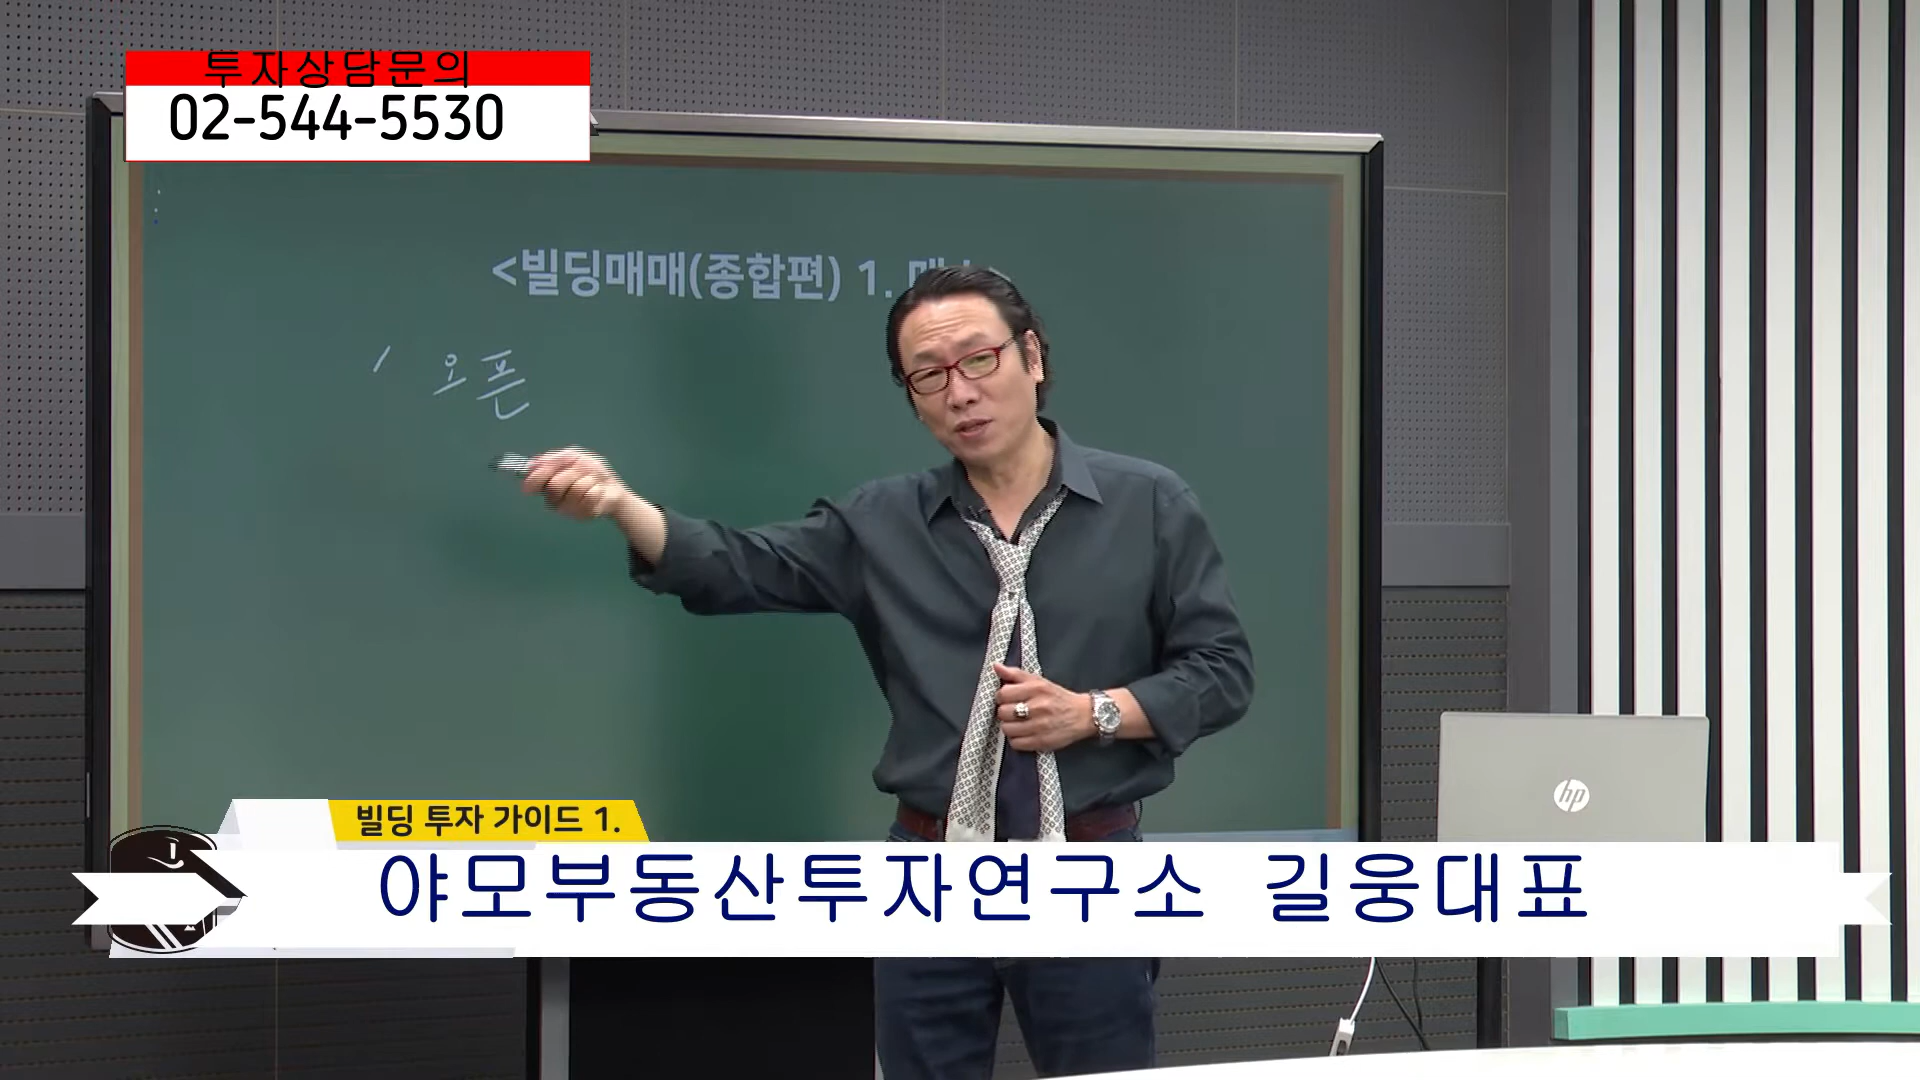 투자상담문의
02-544-5530
<빌딩매매(종합편) 1.
1 오픈
hp
빌딩 투자 가이드 1.
야모부동산투자연구소 길웅대표